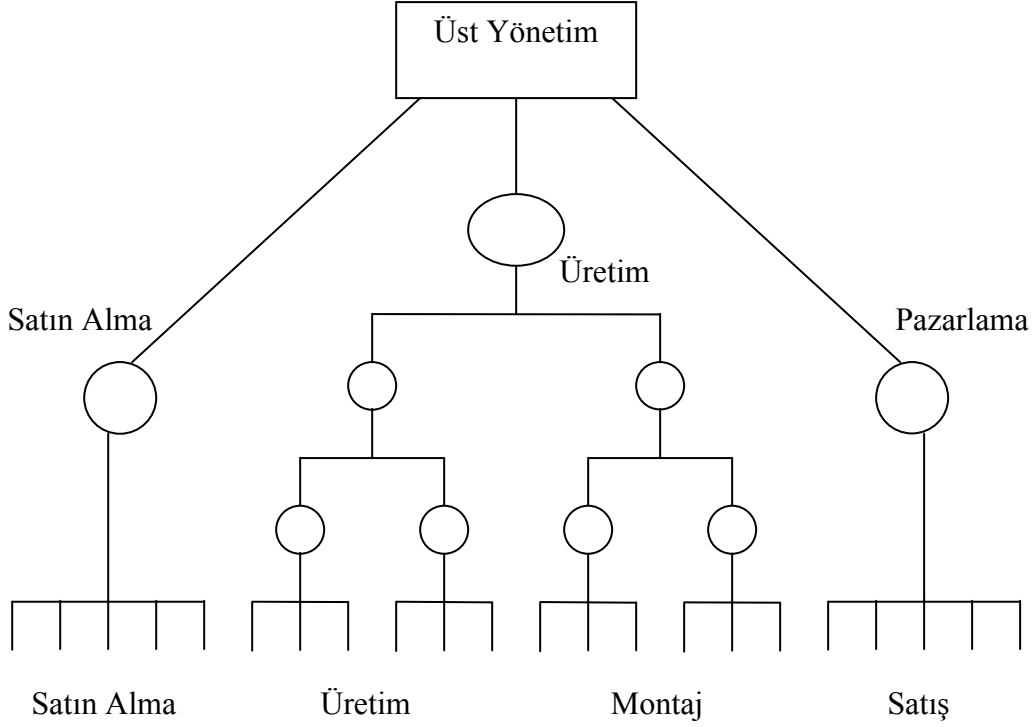 Üst Yönetim
Üretim
Satın Alma
Pazarlama
Satın Alma
Üretim
Montaj
Satış